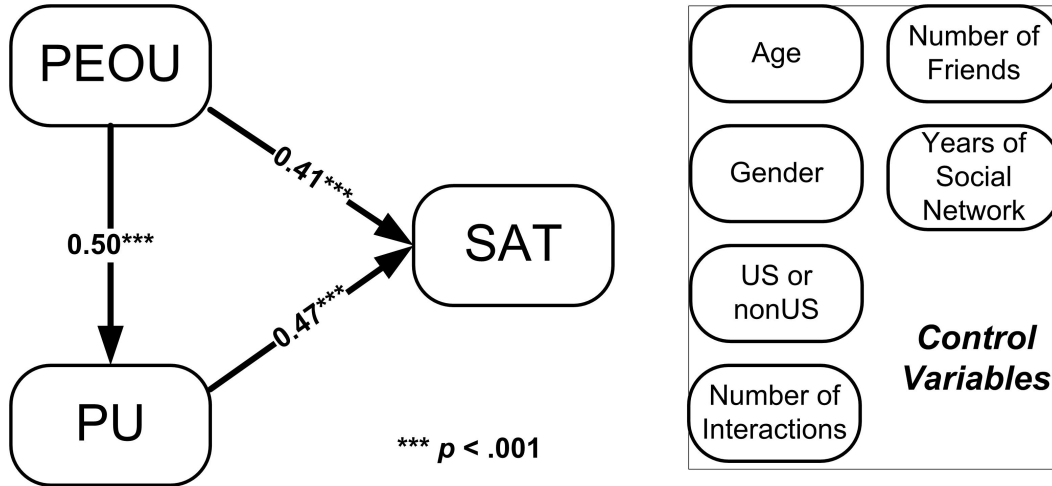 PEOU
0.41***
0.50***
SAT
0.47***
PU
*** p < .001
Age
Number of
Friends
Gender
Years of
Social
Network
US or
nonUS
Number of
Interactions
Control
Variables